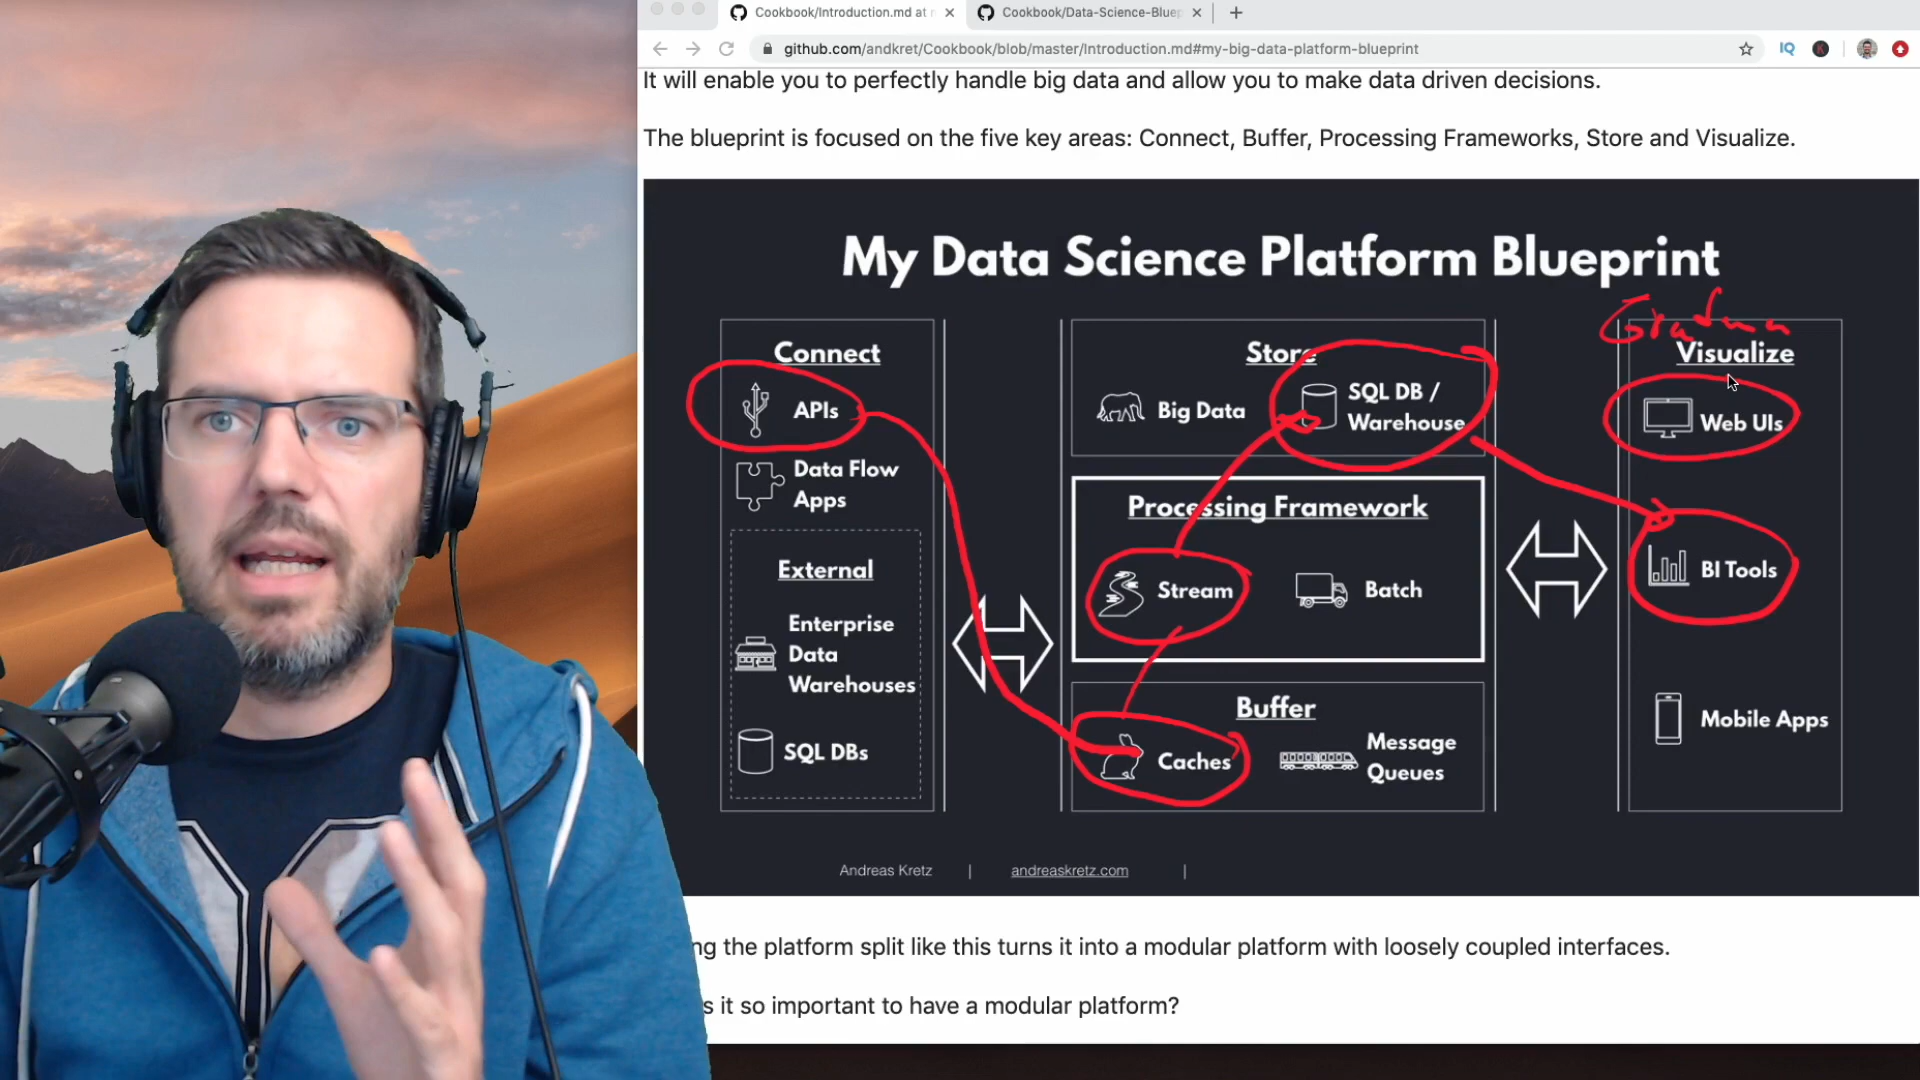 Cookbook/Introduction.md at
Cookbook/Data-Science-Blue
github.com/andkret/Cookbook/blob/master/Introduction.md#my-big-data-platform-blueprint
IQ
It will enable you to perfectly handle big data and allow you to make data driven decisions.
The blueprint is focused on the five key areas: Connect, Buffer, Processing Frameworks, Store and Visualize.
My Data Science Platform Blueprint
Grafana
Connect
APIs
Data Flow
Apps
External
Enterprise
Data
Warehouses
SQL DBs
Store
Big Data
SQL DB /
Warehouse
Processing Framework
Stream
Batch
Buffer
Caches
Message
Queues
Visualize
Web UIs
BI Tools
Mobile Apps
Andreas Kretz | andreaskretz.com |
ng the platform split like this turns it into a modular platform with loosely coupled interfaces.
s it so important to have a modular platform?